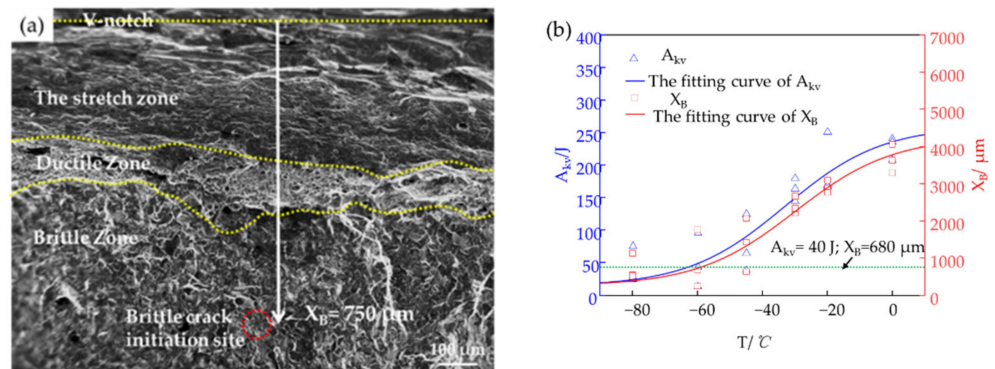 (a)
V-notch
The stretch zone
Ductile Zone
Brittle Zone
Brittle crack
initiation site
X_B= 750 μm
100 μm
(b)
400
350
300
250
200
150
100
50
0
A_kv/J
A_kv
The fitting curve of A_kv
X_B
The fitting curve of X_B
A_kv= 40 J; X_B=680 μm
7000
6000
5000
4000
3000
2000
1000
0
X_B/ μm
−80
−60
−40
−20
0
T/ ℃